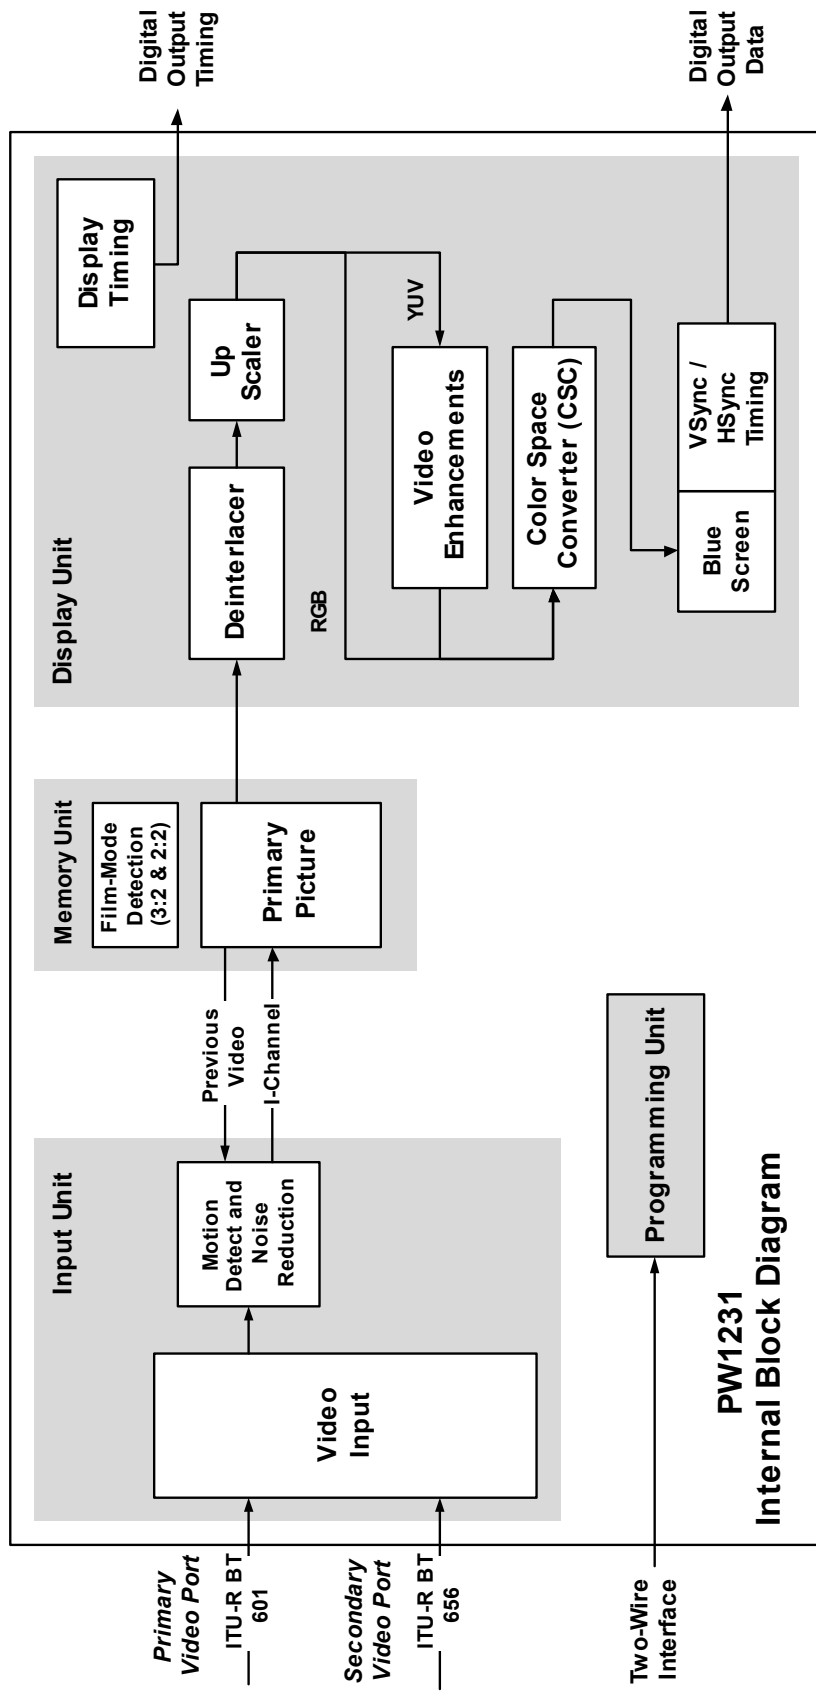 Primary
Video Port
ITU-R BT
601
Secondary
Video Port
ITU-R BT
656
Two-Wire
Interface
Input Unit
Video
Input
Motion
Detect and
Noise
Reduction
Previous
Video
I-Channel
Memory Unit
Film-Mode
Detection
(3:2 & 2:2)
Primary
Picture
Display Unit
Display
Timing
Deinterlacer
Up
Scaler
RGB
YUV
Video
Enhancements
Color Space
Converter (CSC)
Blue
Screen
VSync /
HSync
Timing
Digital
Output
Timing
Digital
Output
Data
Programming Unit
PW1231
Internal Block Diagram